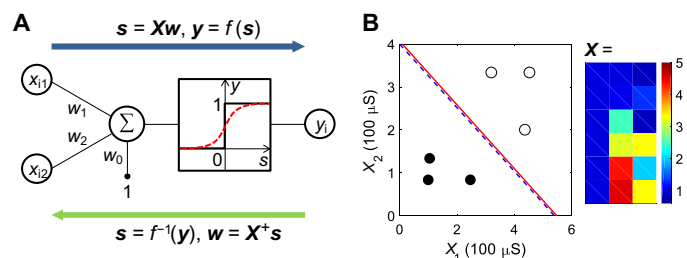 A
s = Xw, y = f (s)
x_i1
w_1
w_2
x_i2
Σ
w_0
1
y
1
0
s
y_i
s = f⁻¹(y), w = X⁺s
B
X_2 (100 µS)
4
3
2
1
0
0
2
4
6
X_1 (100 µS)
X =
5
4
3
2
1